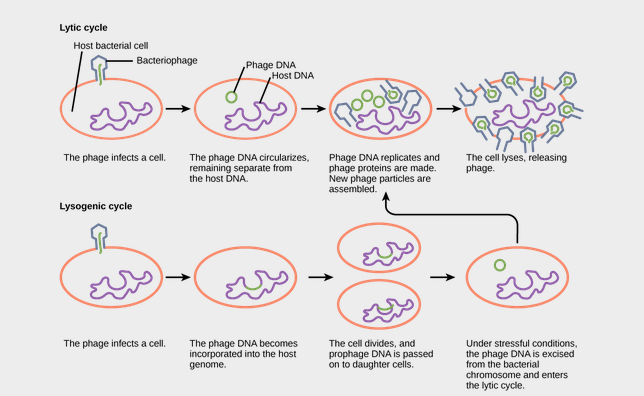 Lytic cycle
Host bacterial cell
Bacteriophage
Phage DNA
Host DNA
The phage infects a cell.
The phage DNA circularizes,
remaining separate from
the host DNA.
Phage DNA replicates and
phage proteins are made.
New phage particles are
assembled.
The cell lyses, releasing
phage.
Lysogenic cycle
The phage infects a cell.
The phage DNA becomes
incorporated into the host
genome.
The cell divides, and
prophage DNA is passed
on to daughter cells.
Under stressful conditions,
the phage DNA is excised
from the bacterial
chromosome and enters
the lytic cycle.